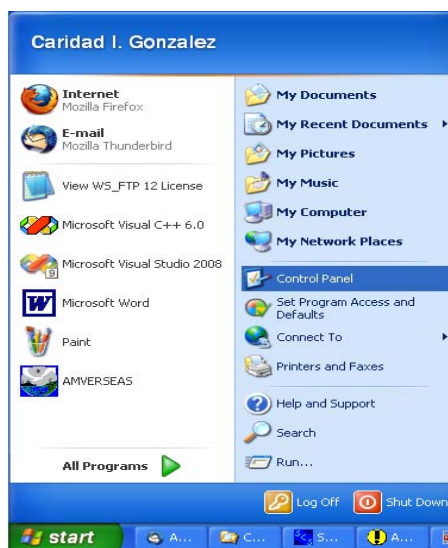 Caridad I. Gonzalez
Internet
Mozilla Firefox
E-mail
Mozilla Thunderbird
View WS_FTP 12 License
Microsoft Visual C++ 6.0
Microsoft Visual Studio 2008
Microsoft Word
Paint
AMVERSEAS
All Programs
My Documents
My Recent Documents
My Pictures
My Music
My Computer
My Network Places
Control Panel
Set Program Access and
Defaults
Connect To
Printers and Faxes
Help and Support
Search
Run...
Log Off
Shut Down
start
A...
C...
S...
A...